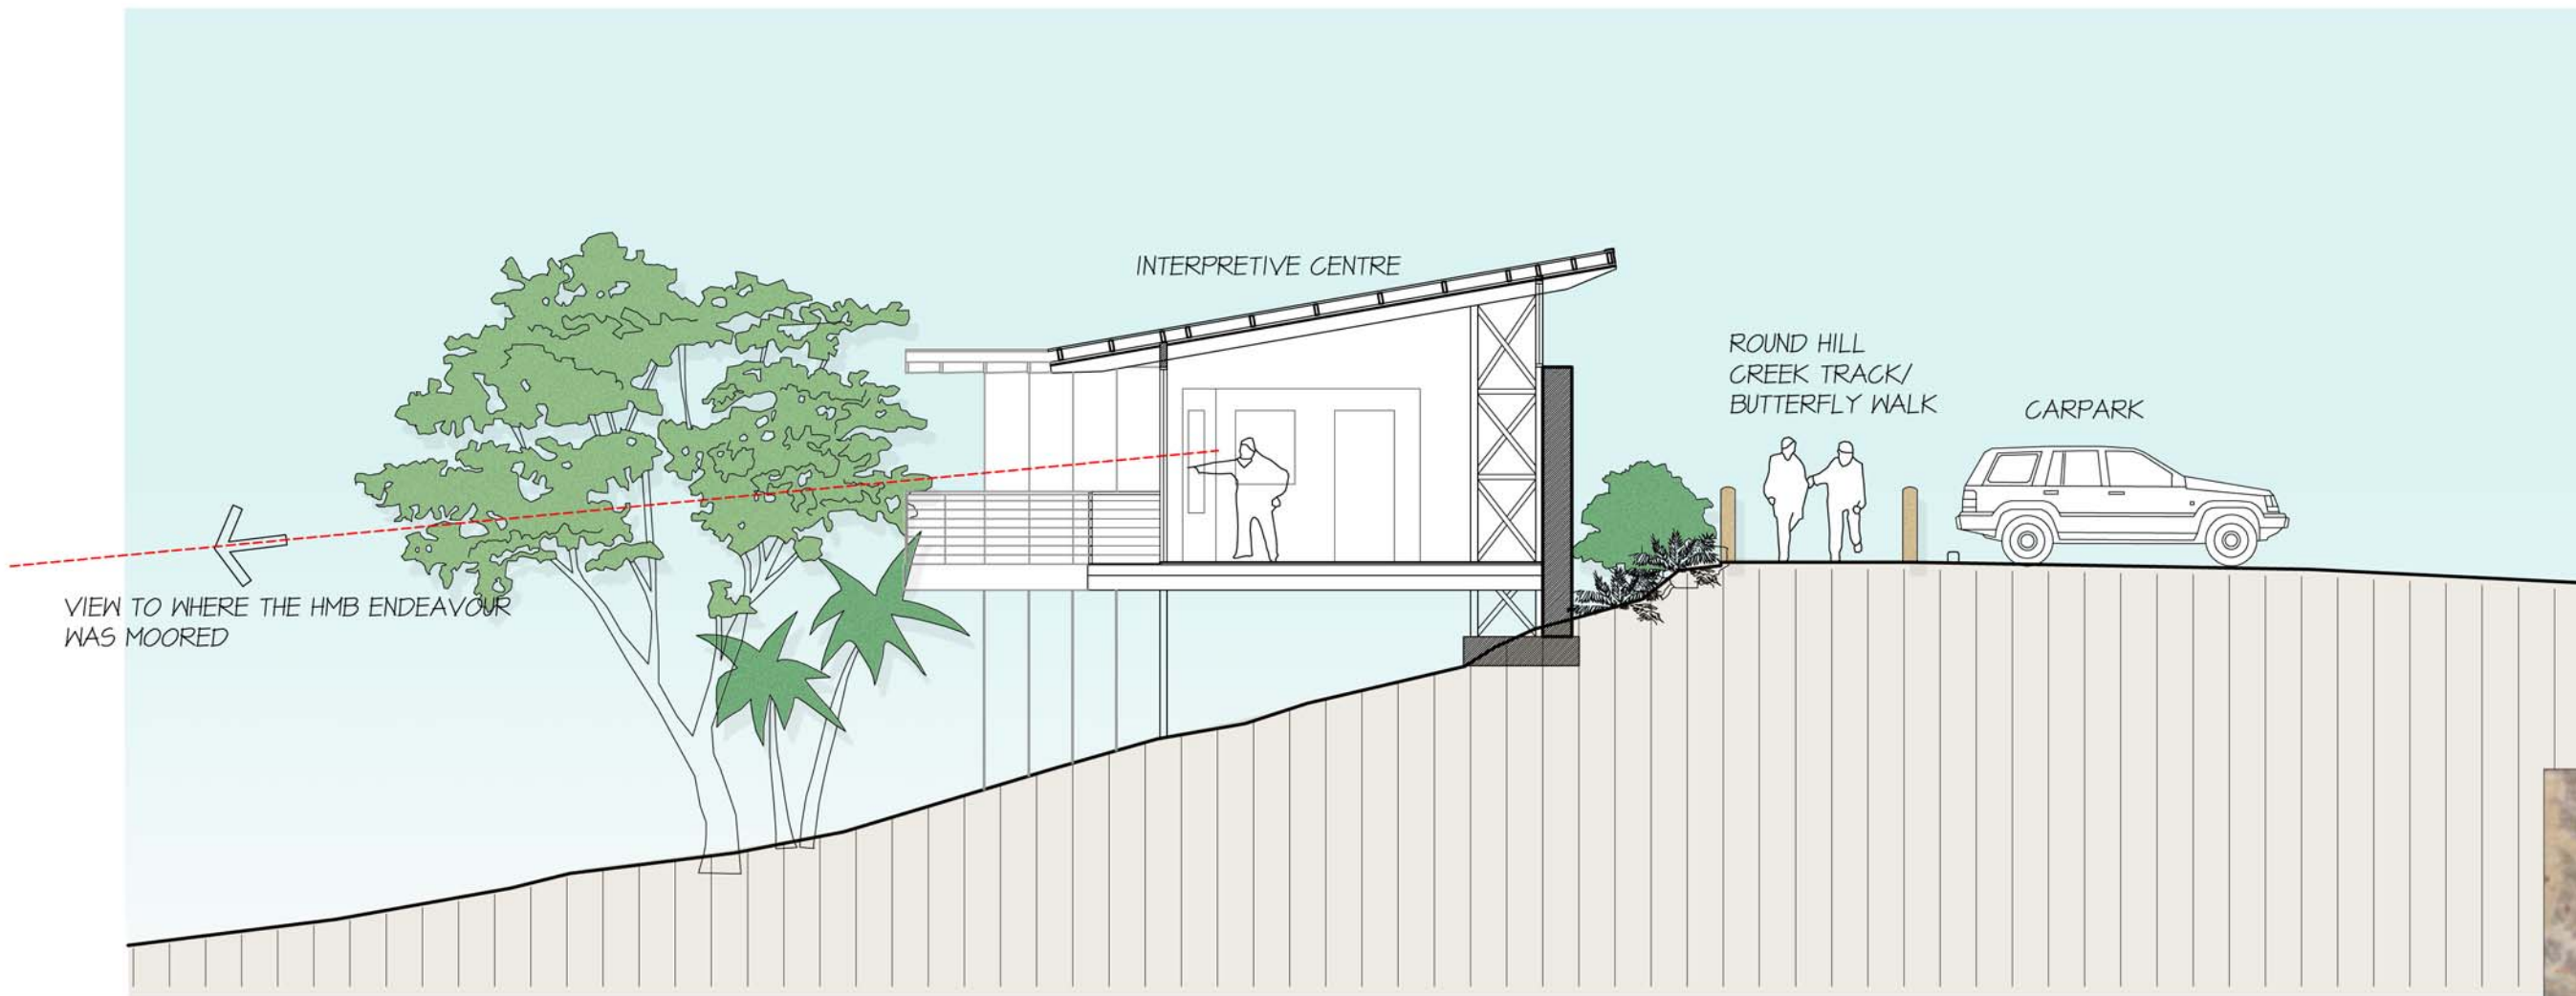 INTERPRETIVE CENTRE
ROUND HILL
CREEK TRACK/
BUTTERFLY WALK
CARPARK
VIEW TO WHERE THE HMB ENDEAVOUR
WAS MOORED